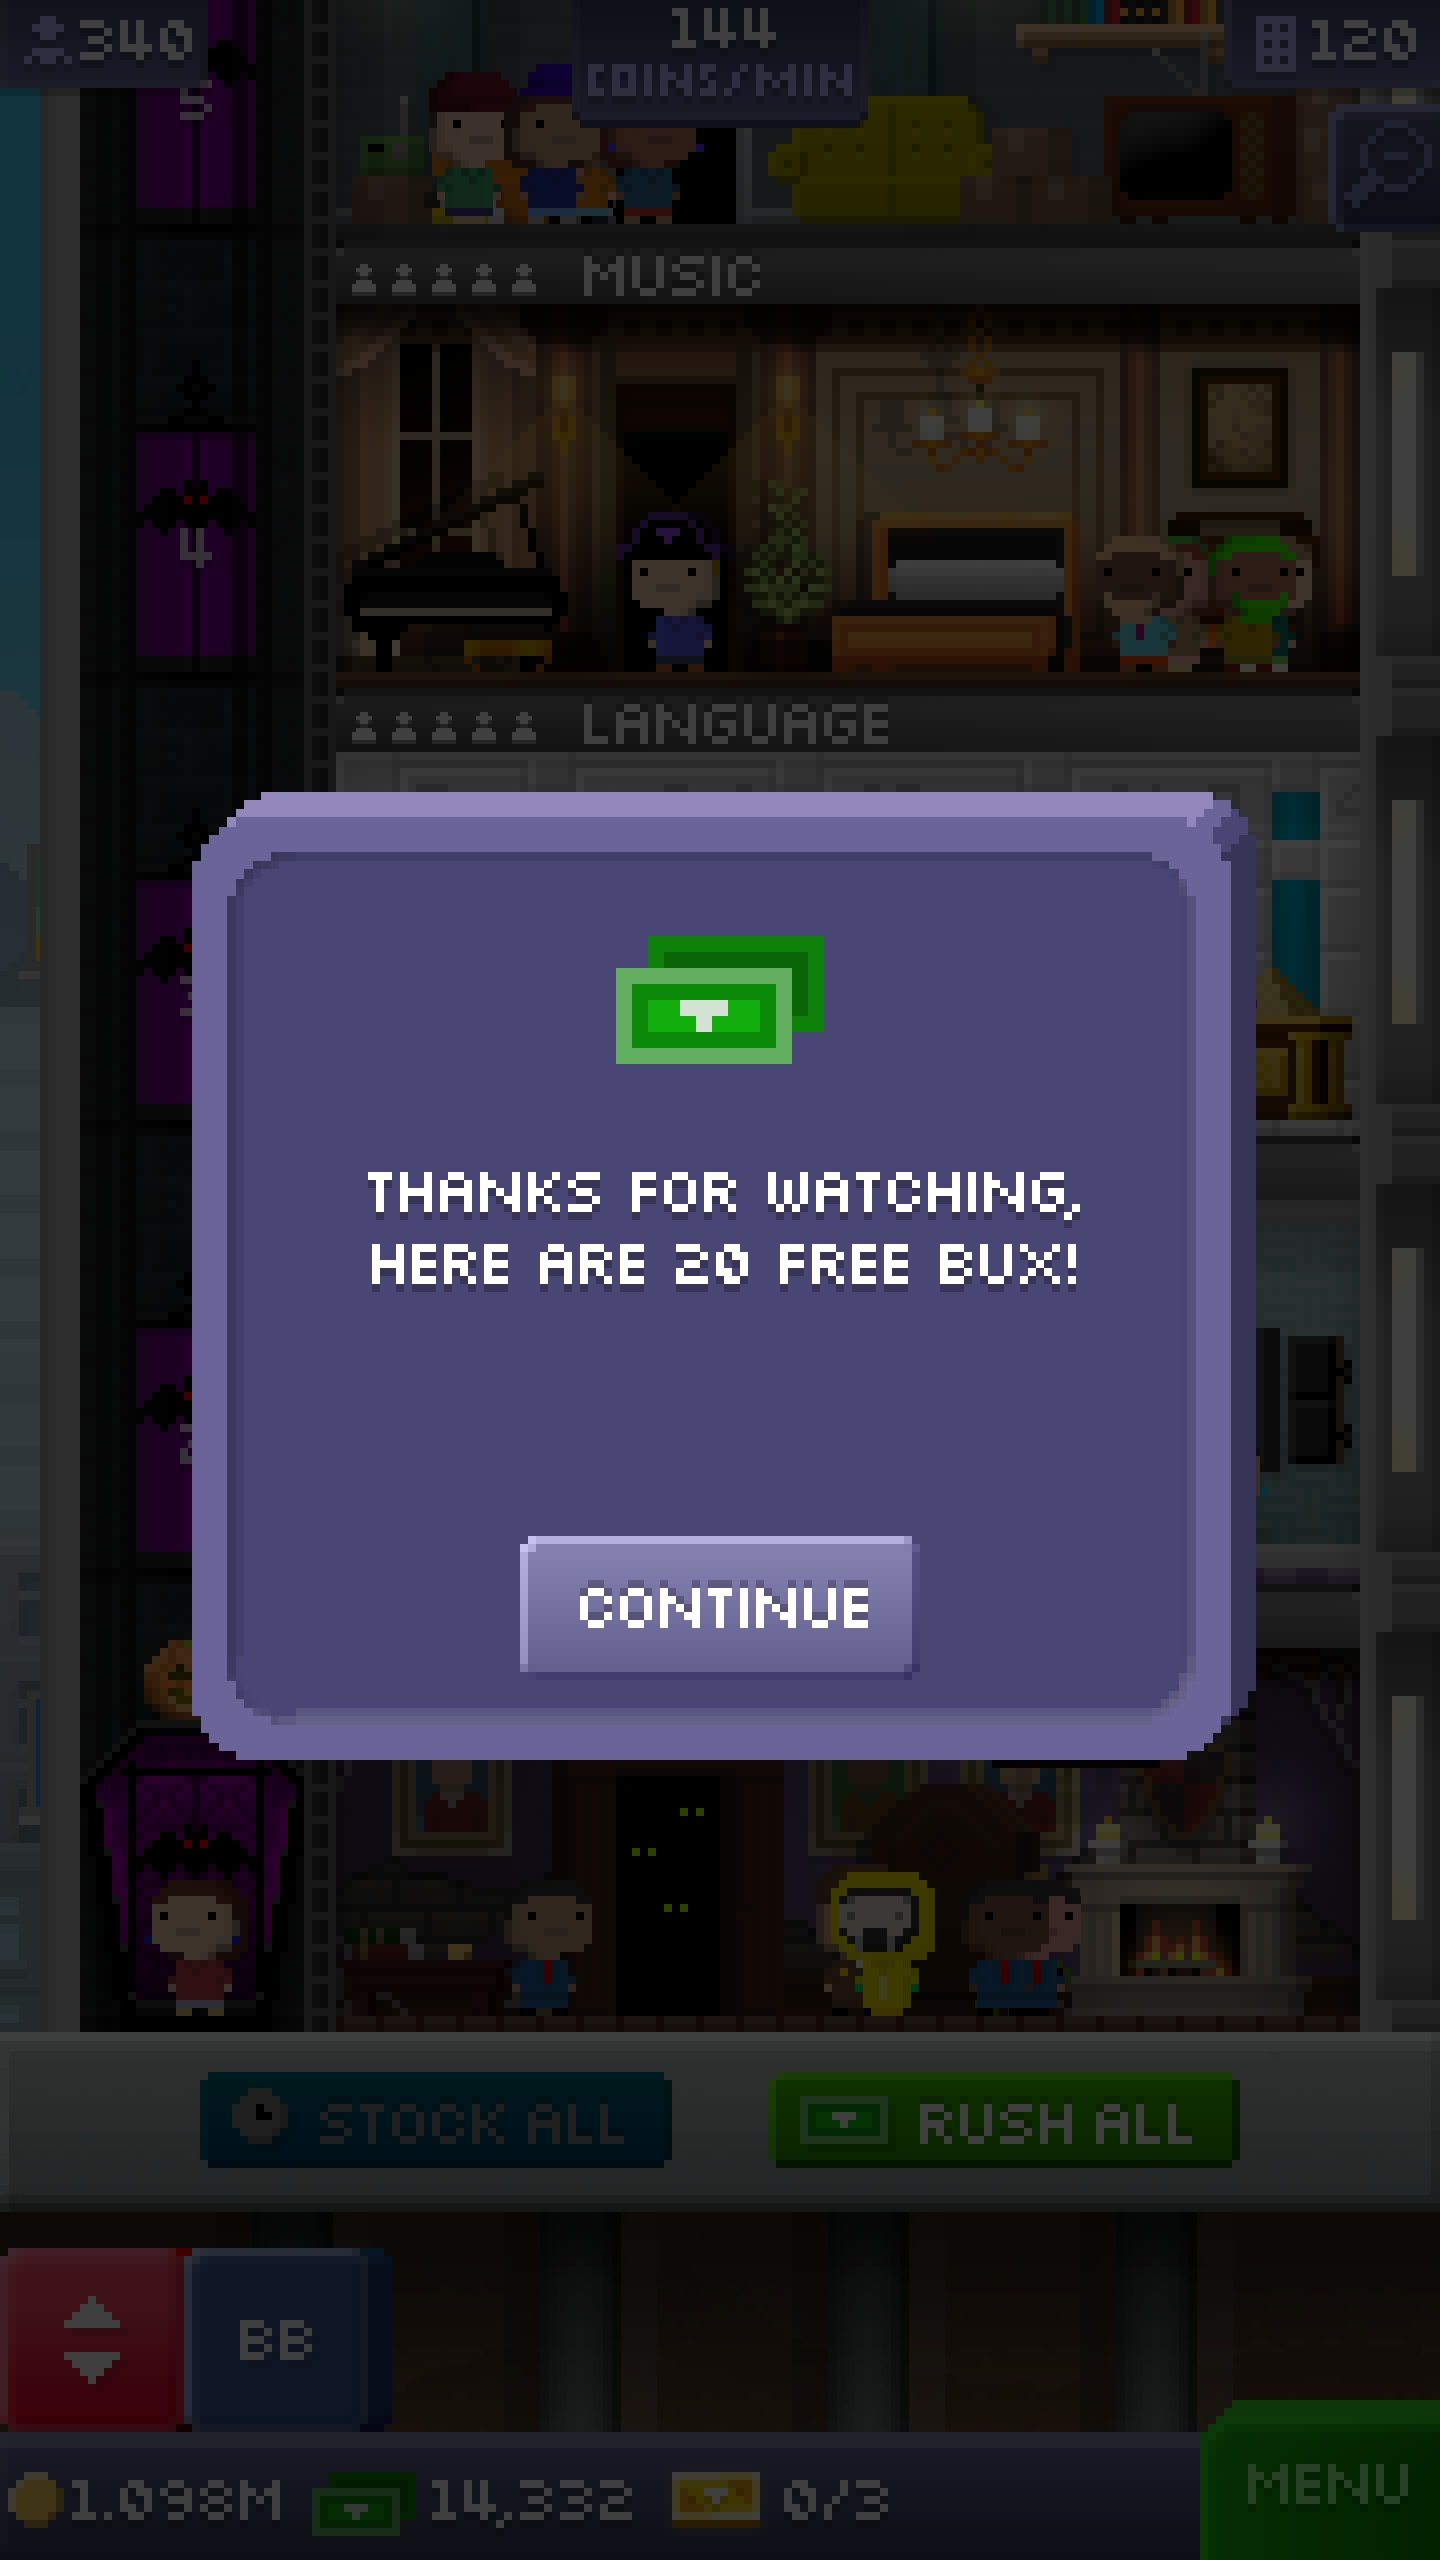 340
144
COINS/MIN
120
5
MUSIC
4
LANGUAGE
THANKS FOR WATCHING,
HERE ARE 20 FREE BUX!
CONTINUE
STOCK ALL
RUSH ALL
BB
1.098M
14,332
0/3
MENU